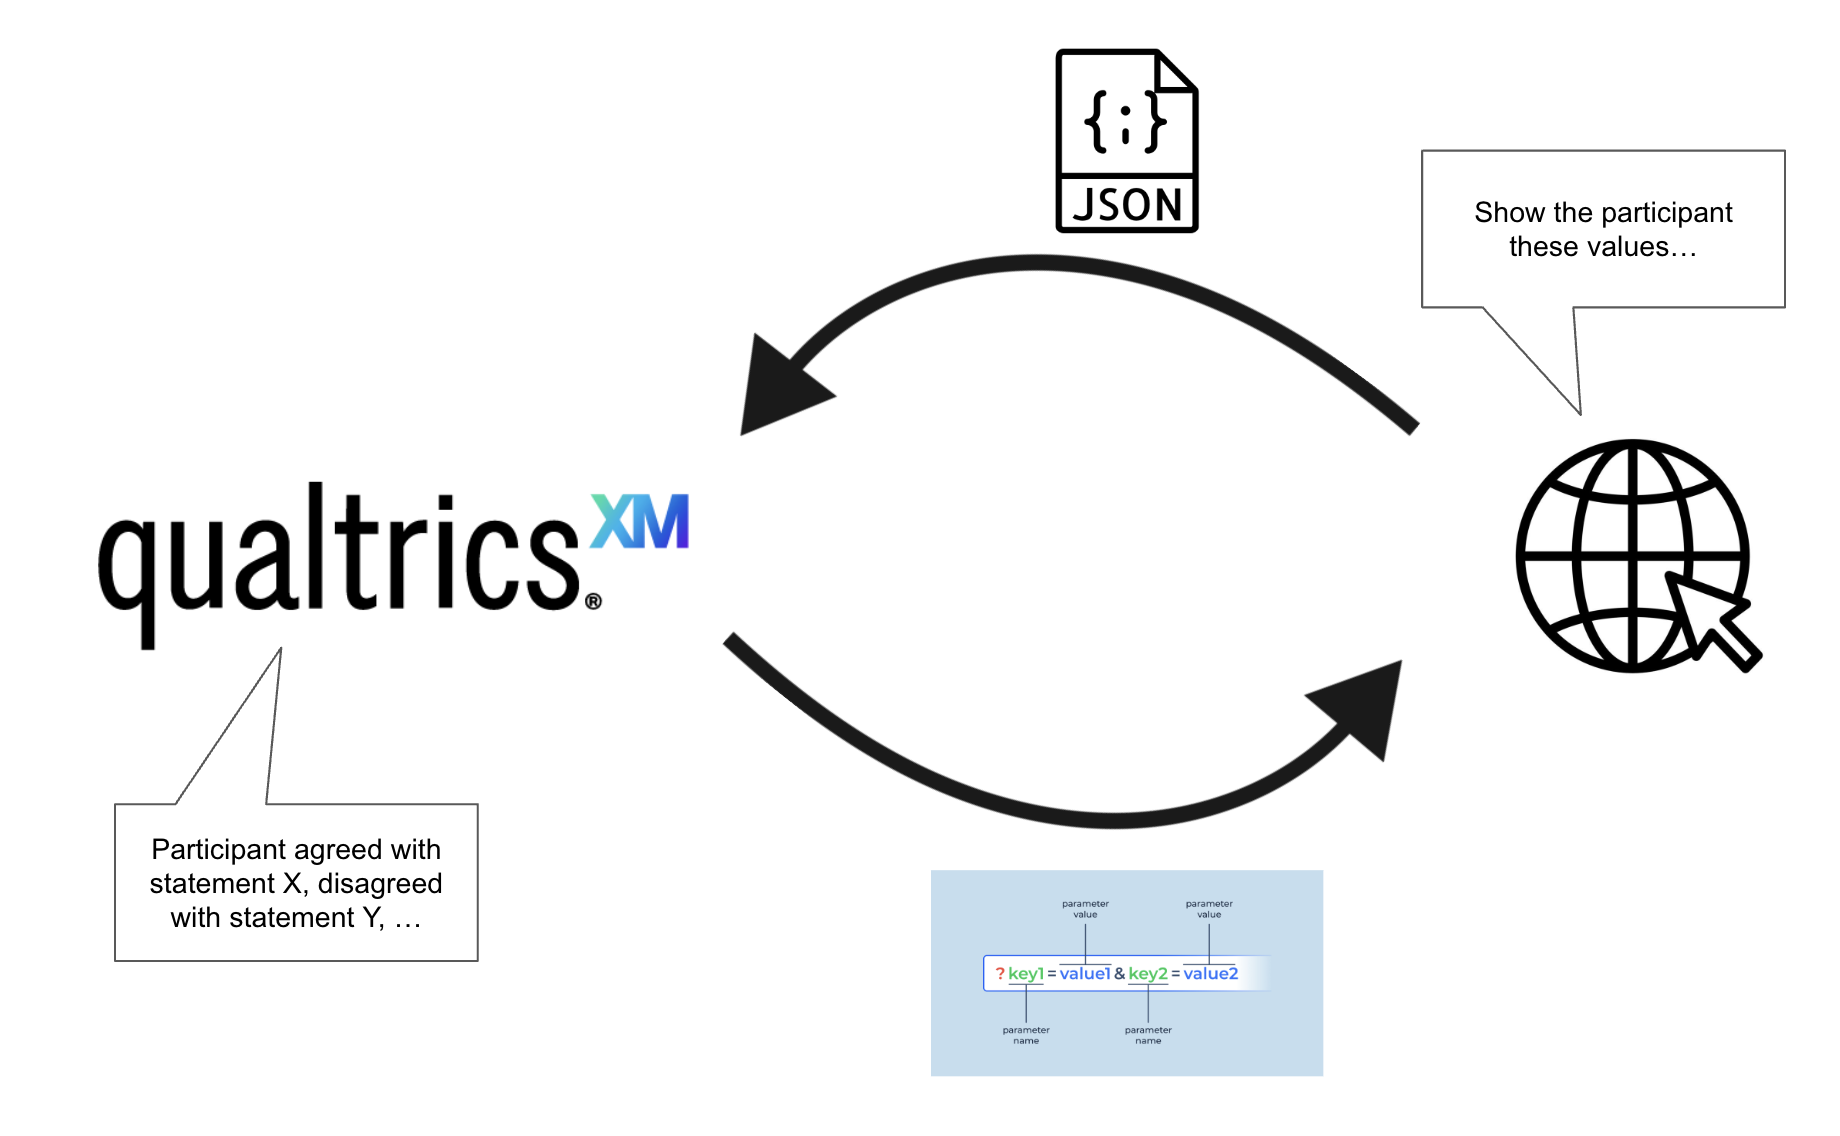 {;}
JSON
Show the participant
these values…
qualtrics XM ®
Participant agreed with
statement X, disagreed
with statement Y, …
parameter
value
parameter
value
?key1=value1&key2=value2
parameter
name
parameter
name